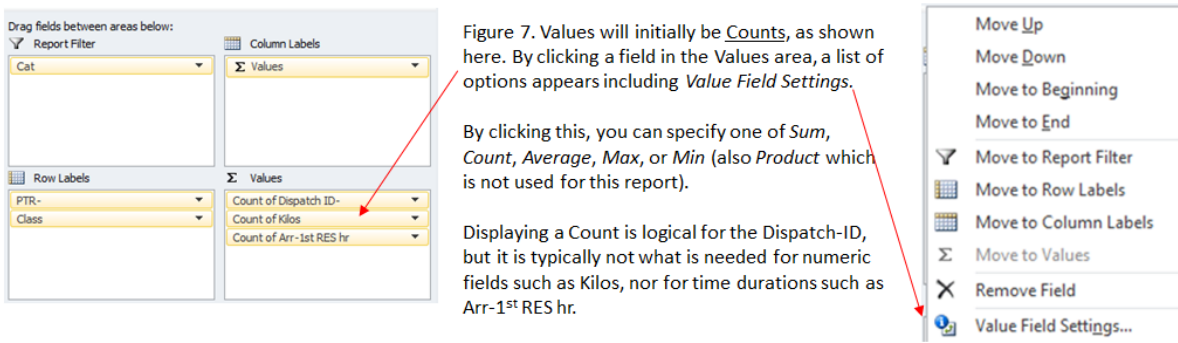 Drag fields between areas below:
Report Filter
Column Labels
Cat
Σ Values
Row Labels
Σ Values
PTR-
Class
Count of Dispatch ID-
Count of Kilos
Count of Arr-1st RES hr
Figure 7. Values will initially be Counts, as shown
here. By clicking a field in the Values area, a list of
options appears including Value Field Settings.
By clicking this, you can specify one of Sum,
Count, Average, Max, or Min (also Product which
is not used for this report).
Displaying a Count is logical for the Dispatch-ID,
but it is typically not what is needed for numeric
fields such as Kilos, nor for time durations such as
Arr-1st RES hr.
Move Up
Move Down
Move to Beginning
Move to End
Move to Report Filter
Move to Row Labels
Move to Column Labels
Σ Move to Values
Remove Field
Value Field Settings...